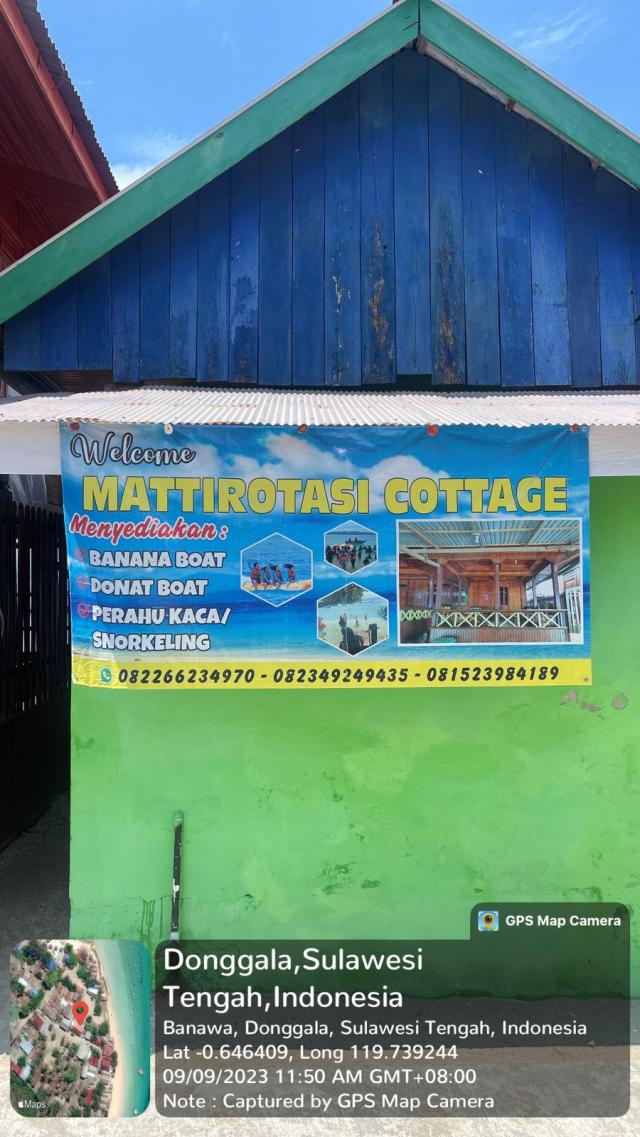 Welcome
MATTIROTASI COTTAGE
Menyediakan :
BANANA BOAT
DONAT BOAT
PERAHU KACA/
SNORKELING
082266234970 - 082349249435 - 081523984189
GPS Map Camera
Donggala,Sulawesi
Tengah,Indonesia
Banawa, Donggala, Sulawesi Tengah, Indonesia
Lat -0.646409, Long 119.739244
09/09/2023 11:50 AM GMT+08:00
Note : Captured by GPS Map Camera
Maps